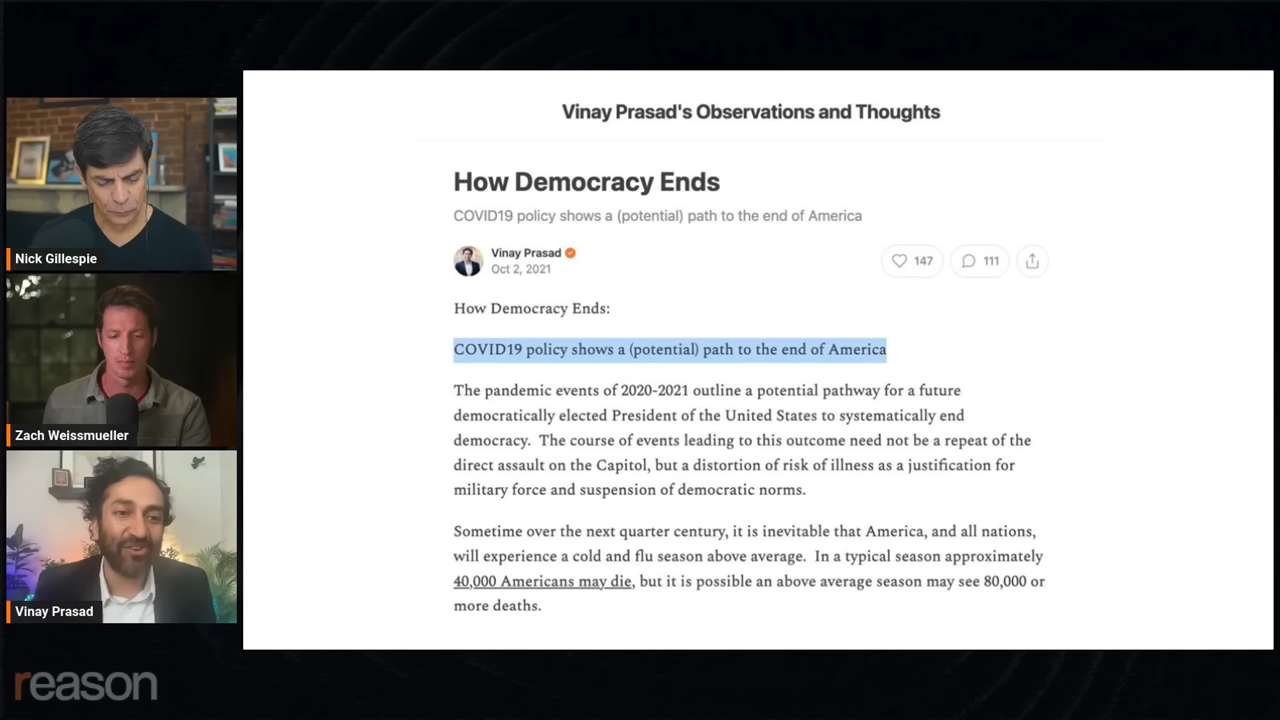 Vinay Prasad's Observations and Thoughts
How Democracy Ends
COVID19 policy shows a (potential) path to the end of America
Vinay Prasad
Oct 2, 2021
147
111
How Democracy Ends:
COVID19 policy shows a (potential) path to the end of America
The pandemic events of 2020-2021 outline a potential pathway for a future
democratically elected President of the United States to systematically end
democracy. The course of events leading to this outcome need not be a repeat of the
direct assault on the Capitol, but a distortion of risk of illness as a justification for
military force and suspension of democratic norms.
Sometime over the next quarter century, it is inevitable that America, and all nations,
will experience a cold and flu season above average. In a typical season approximately
40,000 Americans may die, but it is possible an above average season may see 80,000 or
more deaths.
Nick Gillespie
Zach Weissmueller
Vinay Prasad
reason